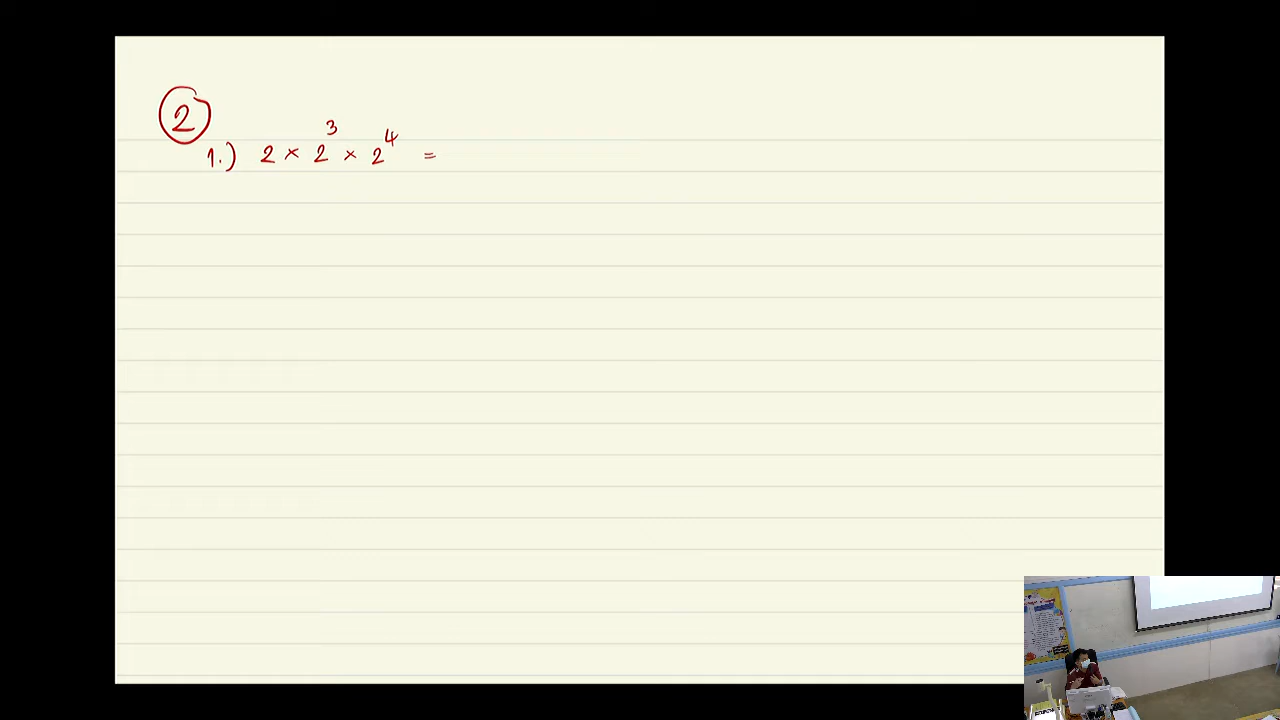 2
1.) 2 × 2³ × 2⁴ =